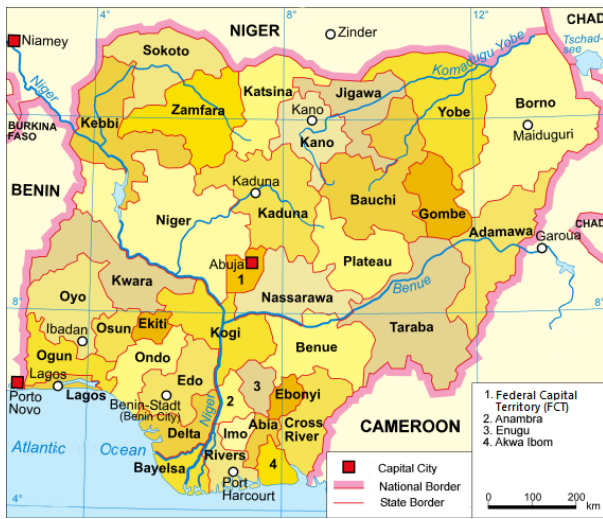 4°
8°
12°
NIGER
Zinder
CHAD
Niamey
Sokoto
Tschad-
see
Komadugu Yobe
Niger
Katsina
Jigawa
Zamfara
Kano
Yobe
Borno
Kebbi
BURKINA
FASO
Kano
Maiduguri
BENIN
Kaduna
Bauchi
Niger
Kaduna
Gombe
CHAD
Adamawa
Garoua
Plateau
Abuja
1
Kwara
Nassarawa
Benue
8°
8°
Oyo
Taraba
Ibadan
Osun
Ekiti
Kogi
Benue
Ogun
Ondo
Lagos
Edo
3
Ebonyi
Porto
Novo
Lagos
Benin-Stadt
(Benin City)
Niger
2
Abia
Cross
River
CAMEROON
Delta
Imo
Atlantic Ocean
Bayelsa
Rivers
4
Port
Harcourt
4°
4°
1. Federal Capital
Territory (FCT)
2 Anambra
3 Enugu
4 Akwa Ibom
Capital City
National Border
State Border
0 100 200
km